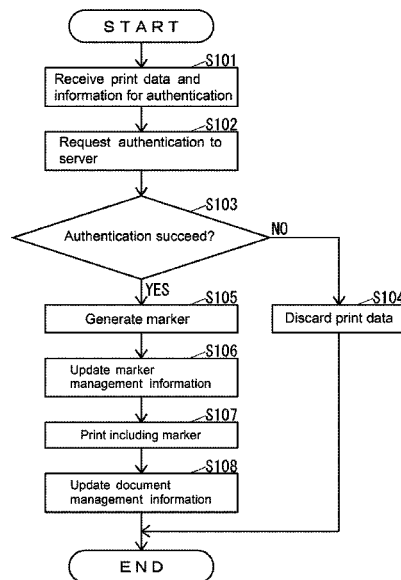 START
S101
Receive print data and
information for authentication
S102
Request authentication to
server
S103
Authentication succeed?
NO
YES
S105
Generate marker
S104
Discard print data
S106
Update marker
management information
S107
Print including marker
S108
Update document
management information
END